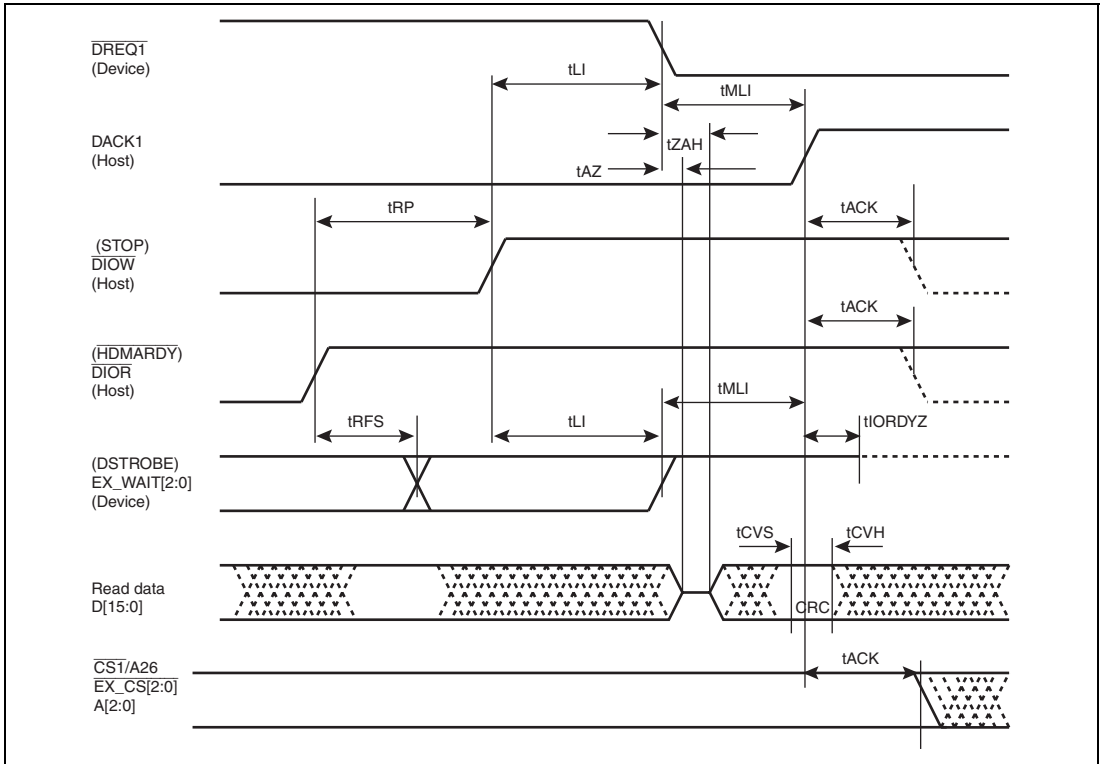 DREQ1
(Device)
tLI
tMLI
DACK1
(Host)
tZAH
tAZ
tRP
tACK
(STOP)
DIOW
(Host)
tACK
(HDMARDY)
DIOR
(Host)
tMLI
tRFS
tLI
tIORDYZ
(DSTROBE)
EX_WAIT[2:0]
(Device)
tCVS
tCVH
Read data
D[15:0]
CRC
CS1/A26
EX_CS[2:0]
A[2:0]
tACK